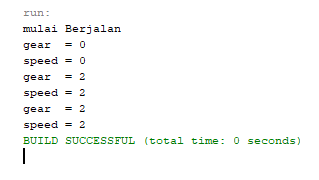 run:
mulai Berjalan
gear  = 0
speed = 0
gear  = 2
speed = 2
gear  = 2
speed = 2
BUILD SUCCESSFUL (total time: 0 seconds)